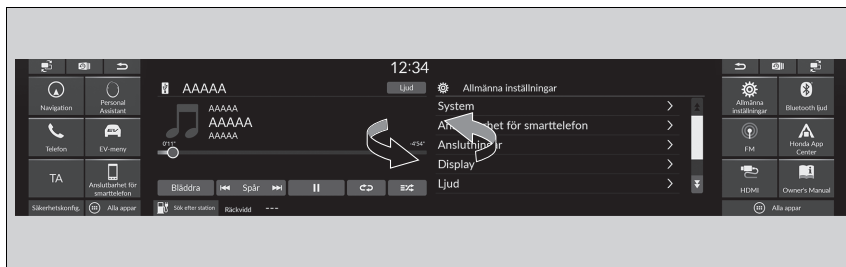 12:34
Navigation
Personal Assistant
Telefon
EV
EV-meny
TA
Anslutbarhet för smarttelefon
Säkerhetskonfig.
Alla appar
AAAAA
Ljud
AAAAA
AAAAA
AAAAA
0'11"
-4'54"
Bläddra
Spår
Sök efter station
Räckvidd ---
Allmänna inställningar
System
för smarttelefon
Display
Ljud
Allmänna inställningar
Bluetooth ljud
FM
Honda App Center
HDMI
Owner's Manual
Alla appar